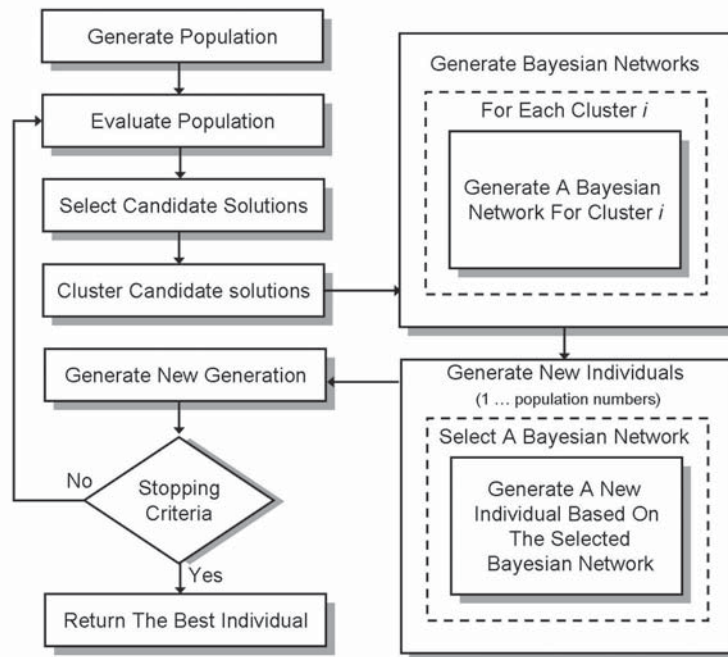 Generate Population
Evaluate Population
Select Candidate Solutions
Cluster Candidate solutions
Generate Bayesian Networks
For Each Cluster i
Generate A Bayesian
Network For Cluster i
Generate New Individuals
(1 ... population numbers)
Select A Bayesian Network
Generate A New
Individual Based On
The Selected
Bayesian Network
Generate New Generation
Stopping
Criteria
No
Yes
Return The Best Individual